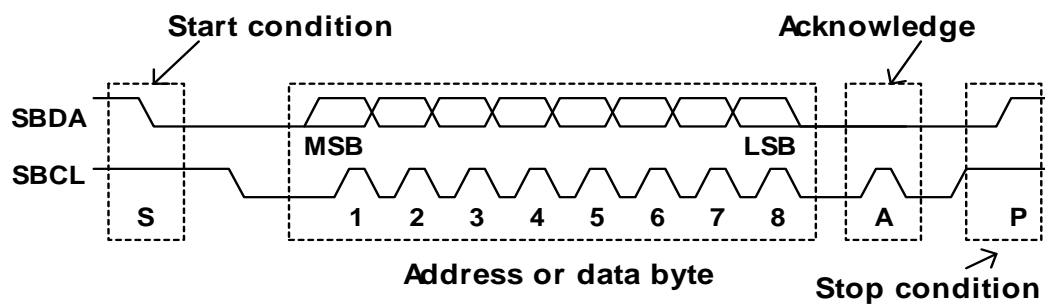 Start condition
Acknowledge
SBDA
MSB
LSB
SBCL
S
1 2 3 4 5 6 7 8
A
P
Address or data byte
Stop condition